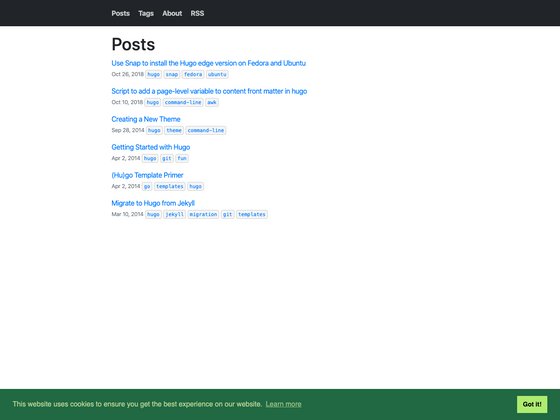 Posts Tags About RSS
Posts
Use Snap to install the Hugo edge version on Fedora and Ubuntu
Oct 26, 2018 hugo snap fedora ubuntu
Script to add a page-level variable to content front matter in hugo
Oct 10, 2018 hugo command-line awk
Creating a New Theme
Sep 28, 2014 hugo theme command-line
Getting Started with Hugo
Apr 2, 2014 hugo git fun
(Hu)go Template Primer
Apr 2, 2014 go templates hugo
Migrate to Hugo from Jekyll
Mar 10, 2014 hugo jekyll migration git templates
This website uses cookies to ensure you get the best experience on our website. Learn more Got it!